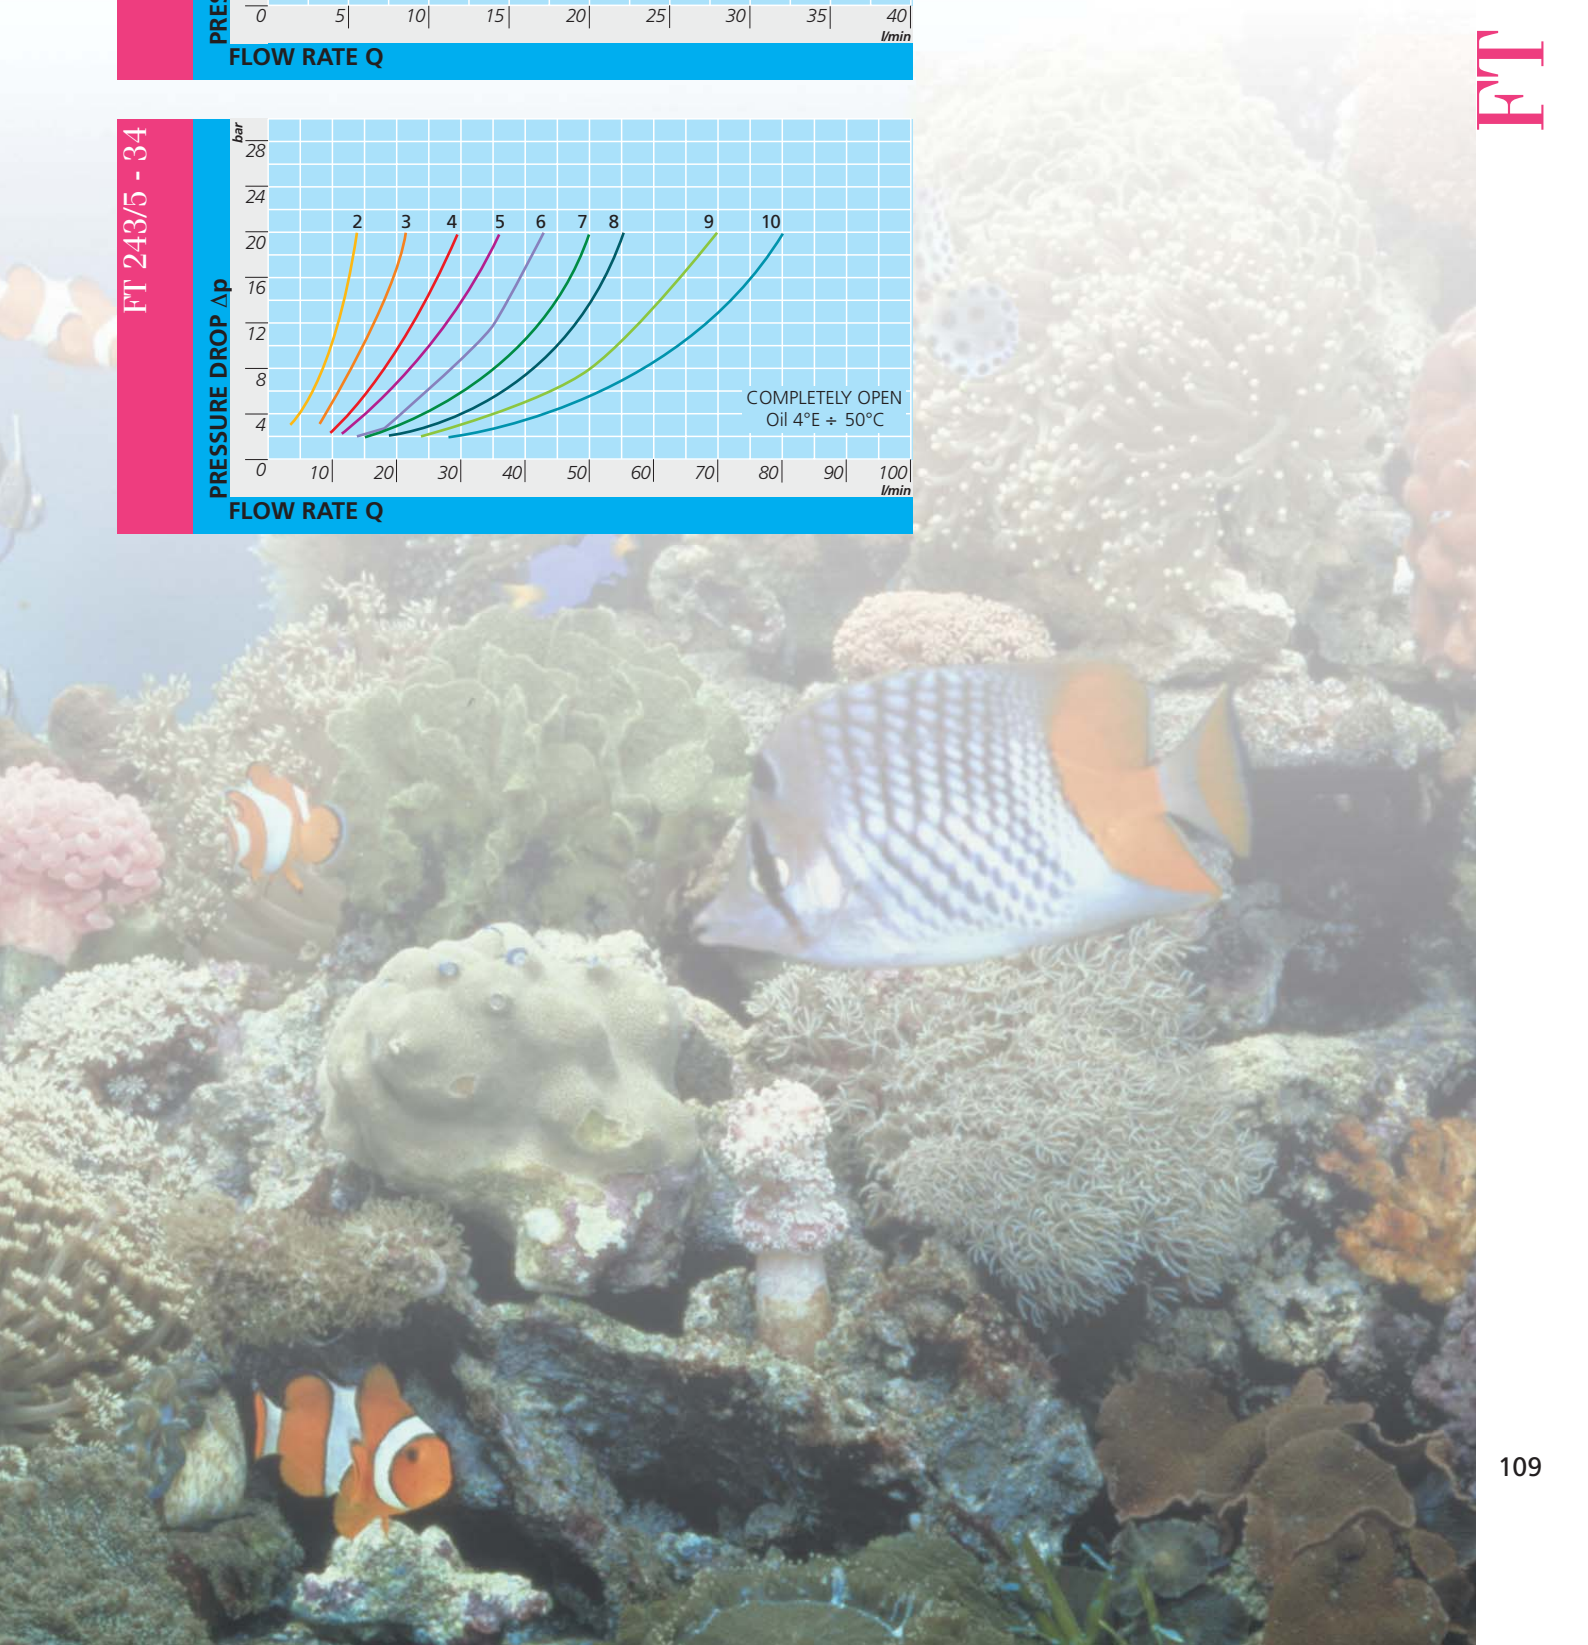 PRES
0 5 10 15 20 25 30 35 40
l/min
FLOW RATE Q
FT
FT 243/5 - 34
PRESSURE DROP Δp
bar
28
24
20
16
12
8
4
2 3 4 5 6 7 8 9 10
COMPLETELY OPEN
Oil 4°E ÷ 50°C
0 10 20 30 40 50 60 70 80 90 100
l/min
FLOW RATE Q
109